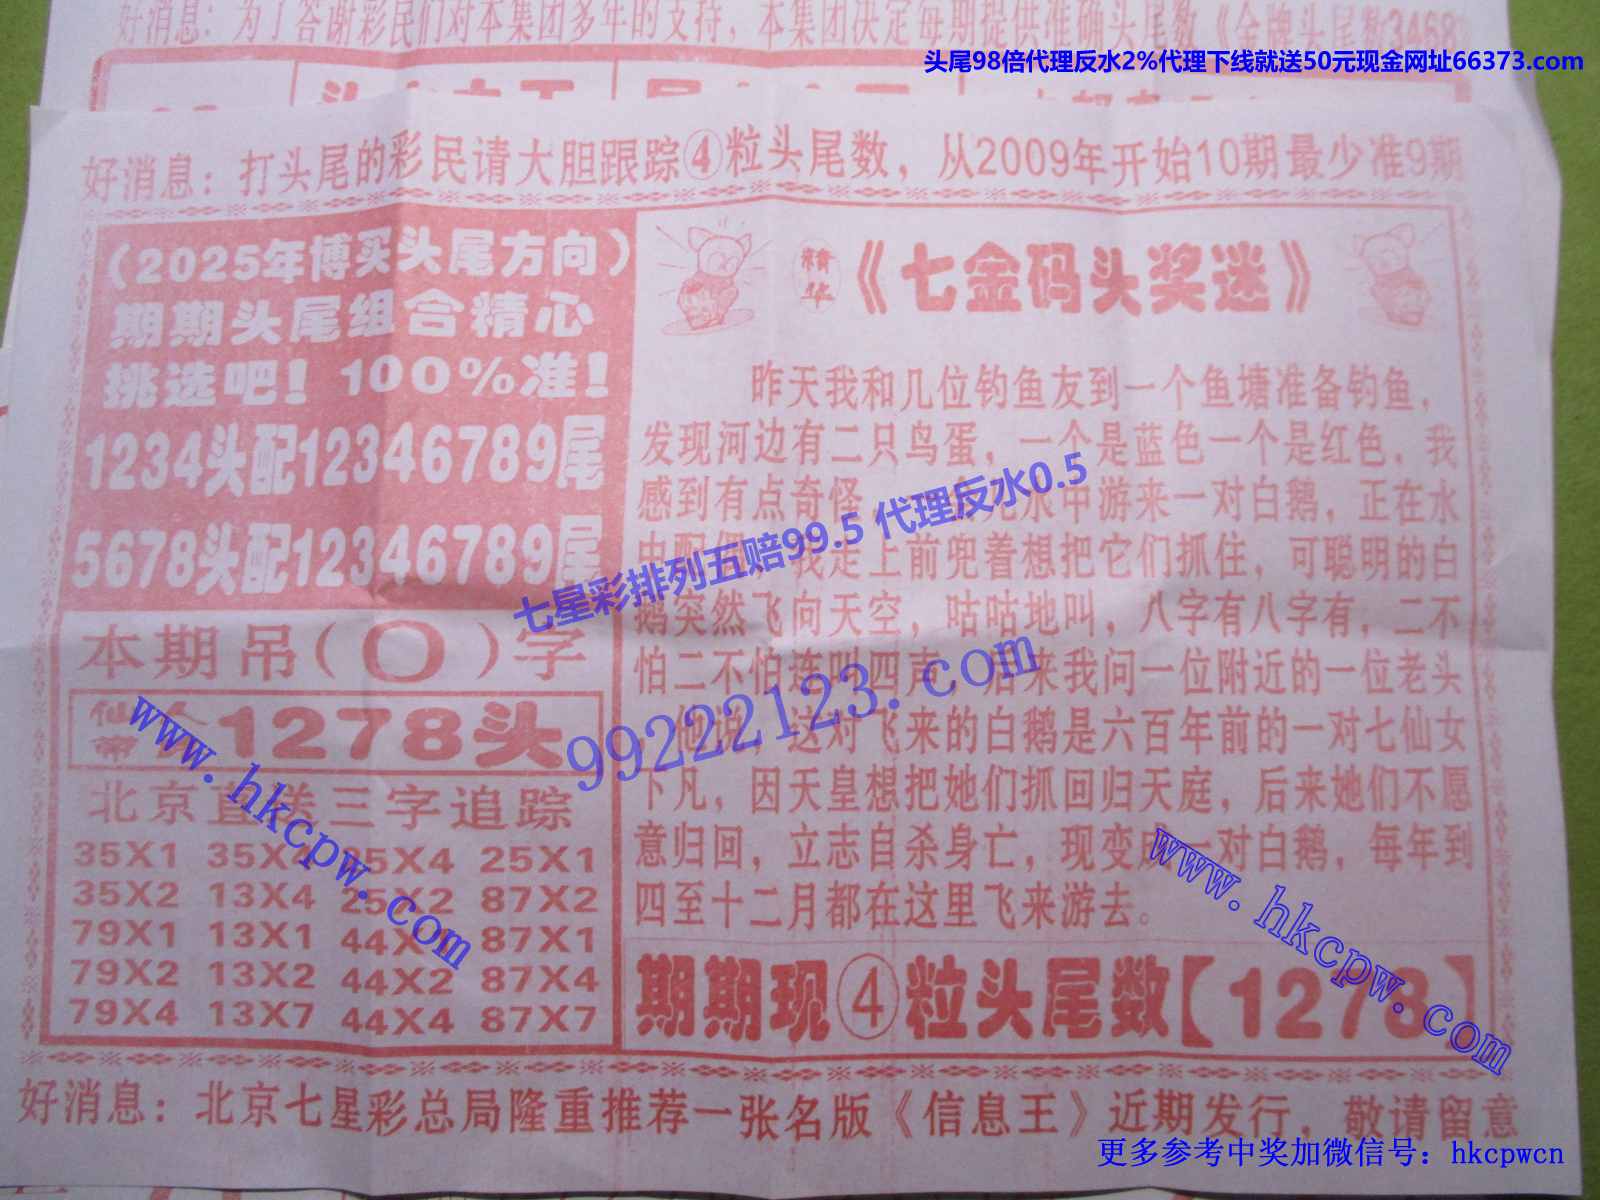 好消息：为了答谢彩民们对本集团多年的支持，本集团决定每期提供准确头尾数《金牌头尾数3468
头尾98倍代理反水2%代理下线就送50元现金网址66373.com
好消息：打头尾的彩民请大胆跟踪④粒头尾数，从2009年开始10期最少准9期
（2025年博买头尾方向）
期期头尾组合精心
挑选吧！100%准！
1234头配12346789尾
5678头配12346789尾
本期吊（0）字
仙 1278头
北京直 三字追踪
35X1 35X 35X4 25X1
35X2 13X4 25X2 87X2
79X1 13X1 44X 87X1
79X2 13X2 44X2 87X4
79X4 13X7 44X4 87X7
精华《七金码头奖迷》
昨天我和几位钓鱼友到一个鱼塘准备钓鱼，
发现河边有二只鸟蛋，一个是蓝色一个是红色，我
感到有点奇怪， 水中游来一对白鹅，正在水
中 我走上前兜着想把它们抓住，可聪明的白
鹅突然飞向天空，咕咕地叫，八字有八字有，二不
怕二不怕连叫四声，后来我问一位附近的一位老头
他说，这对飞来的白鹅是六百年前的一对七仙女
下凡，因天皇想把她们抓回归天庭，后来她们不愿
意归回，立志自杀身亡，现变成一对白鹅，每年到
四至十二月都在这里飞来游去。
期期现④粒头尾数【1278】
好消息：北京七星彩总局隆重推荐一张名版《信息王》近期发行，敬请留意
七星彩排列五赔99.5 代理反水0.5
99222123.com
www.hkcpw.com
www.hkcpw.com
更多参考中奖加微信号：hkcpwcn